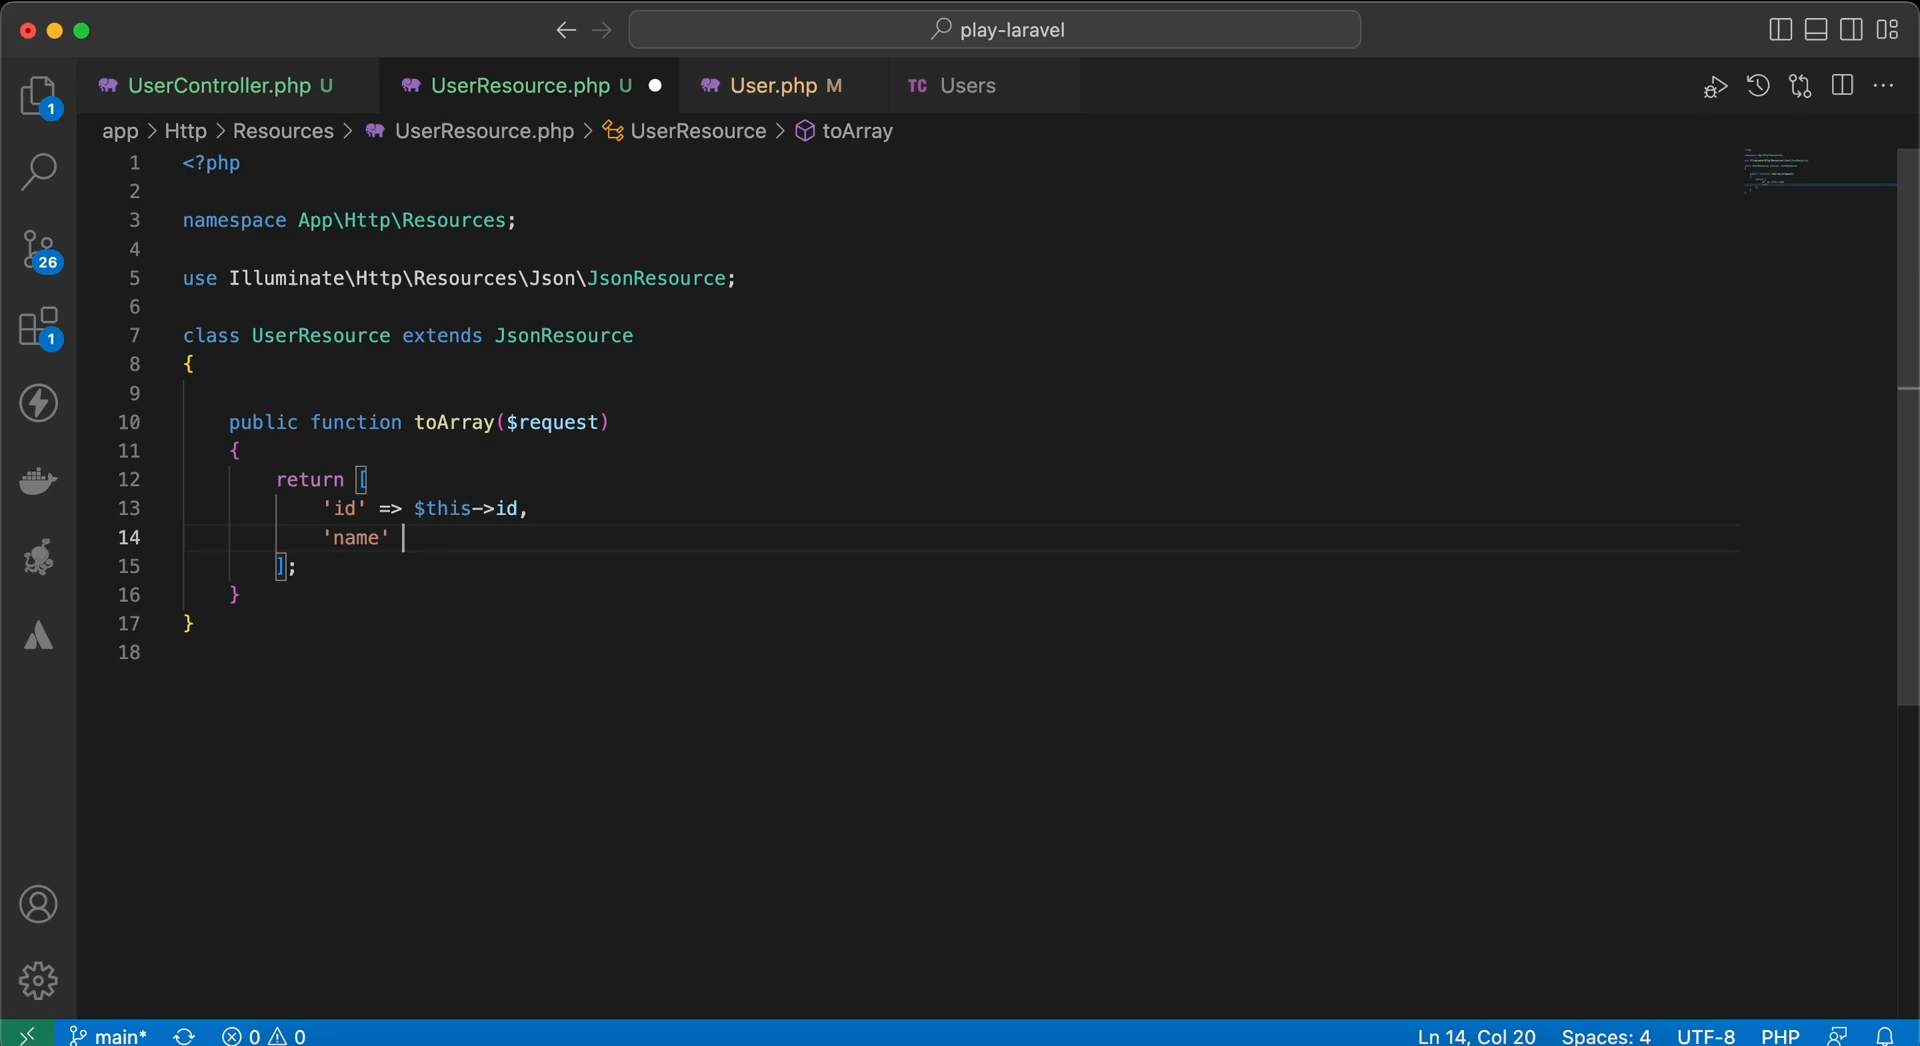 play-laravel
UserController.php U
UserResource.php U
User.php M
TC Users
app > Http > Resources > UserResource.php > UserResource > toArray
1 <?php
2
3 namespace App\Http\Resources;
4
5 use Illuminate\Http\Resources\Json\JsonResource;
6
7 class UserResource extends JsonResource
8 {
9
10 public function toArray($request)
11 {
12 return [
13 'id' => $this->id,
14 'name'
15 ];
16 }
17 }
18
1
26
1
main* 0 0 Ln 14, Col 20 Spaces: 4 UTF-8 PHP